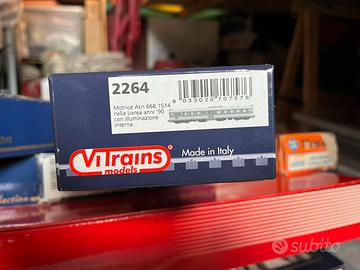 2264
Motrice ALn 668.1514
nella Livrea anni '90
con illuminazione
interna.
8 033020 707576
ViTrains
models
Made in Italy
subito